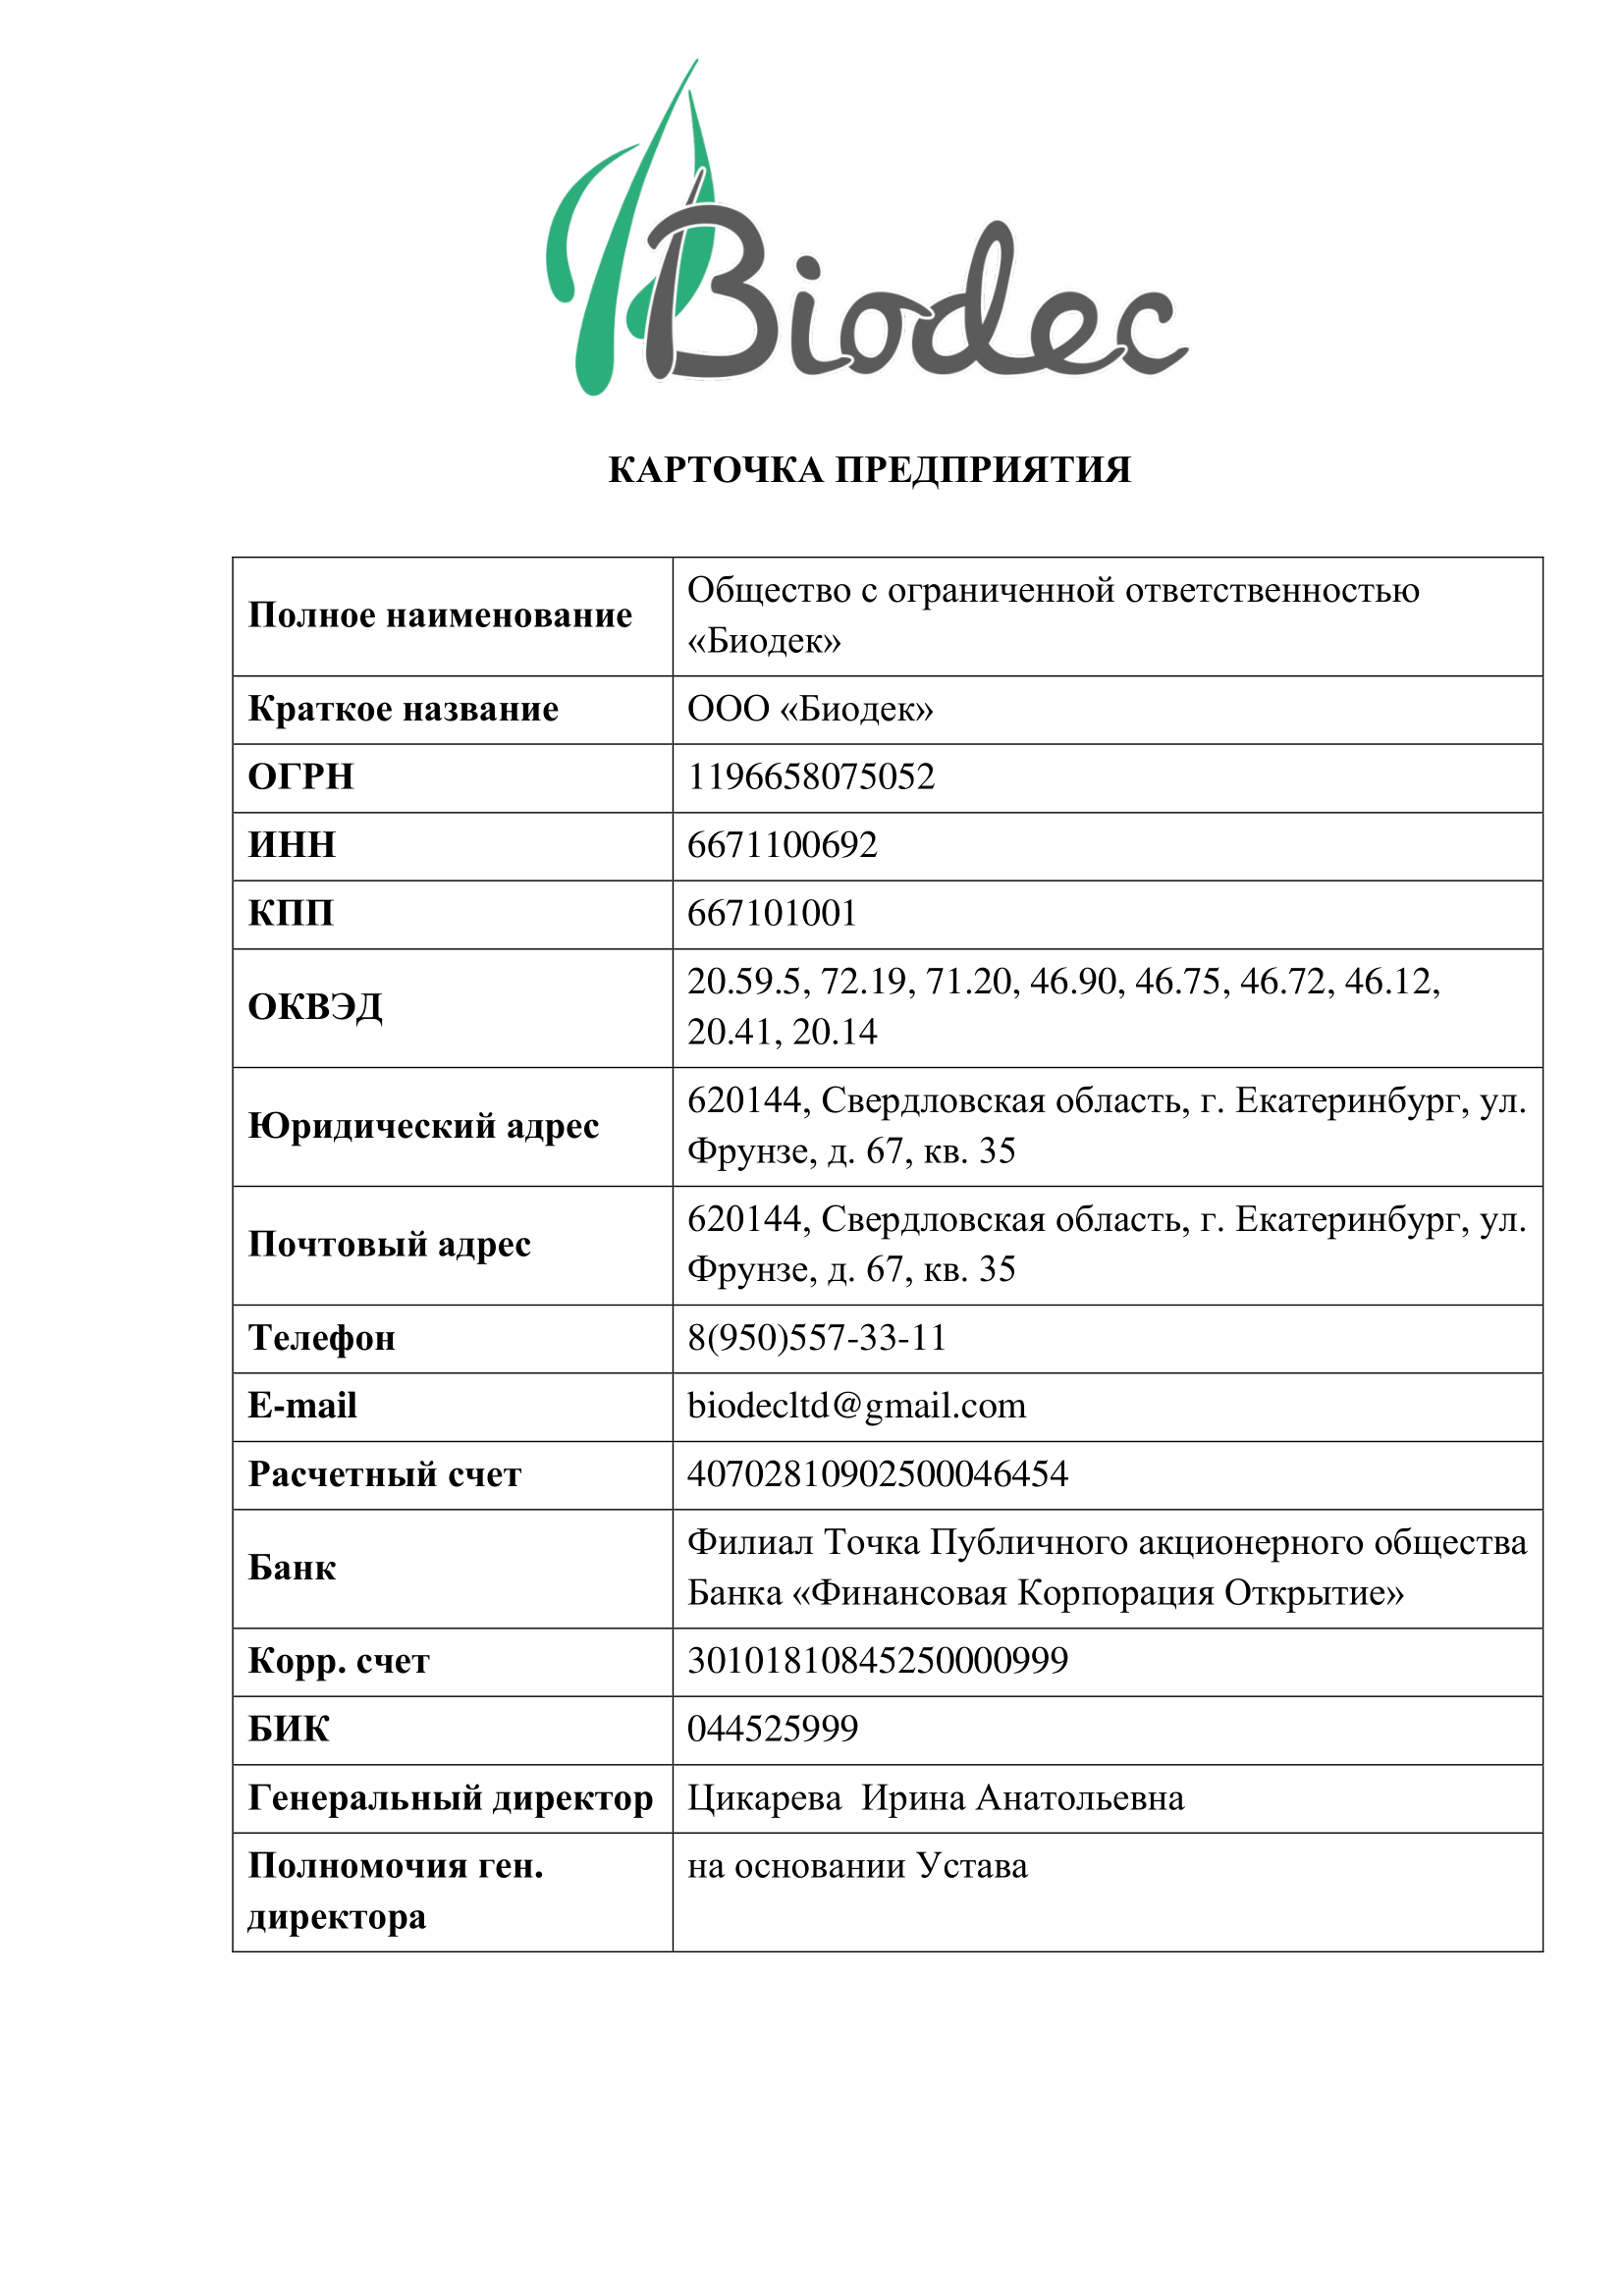 Biodec
КАРТОЧКА ПРЕДПРИЯТИЯ
Полное наименование
Общество с ограниченной ответственностью
«Биодек»
Краткое название
ООО «Биодек»
ОГРН
1196658075052
ИНН
6671100692
КПП
667101001
ОКВЭД
20.59.5, 72.19, 71.20, 46.90, 46.75, 46.72, 46.12,
20.41, 20.14
Юридический адрес
620144, Свердловская область, г. Екатеринбург, ул.
Фрунзе, д. 67, кв. 35
Почтовый адрес
620144, Свердловская область, г. Екатеринбург, ул.
Фрунзе, д. 67, кв. 35
Телефон
8(950)557-33-11
E-mail
biodecltd@gmail.com
Расчетный счет
40702810902500046454
Банк
Филиал Точка Публичного акционерного общества
Банка «Финансовая Корпорация Открытие»
Корр. счет
30101810845250000999
БИК
044525999
Генеральный директор
Цикарева  Ирина Анатольевна
Полномочия ген.
директора
на основании Устава